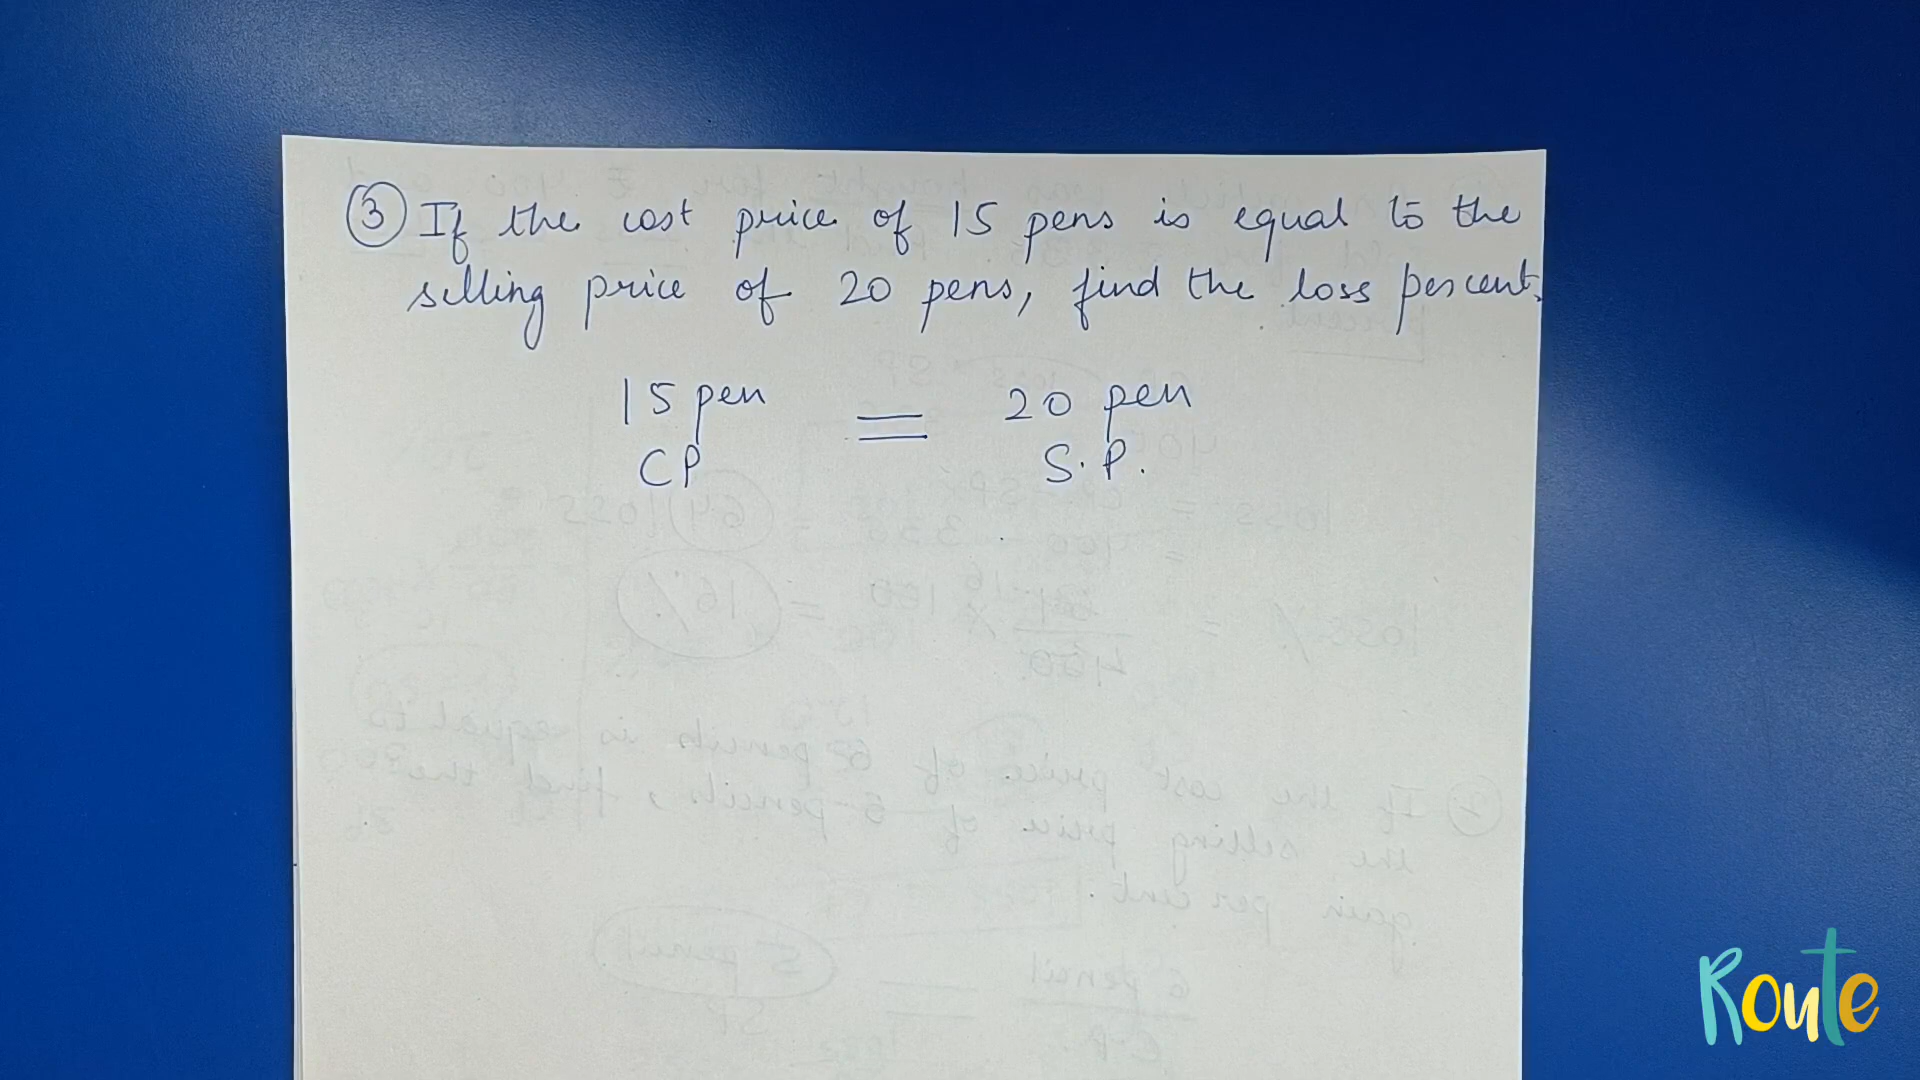 ③ If the cost price of 15 pens is equal to the
selling price of 20 pens, find the loss percent.
15 pen = 20 pen
CP S.P.
Route